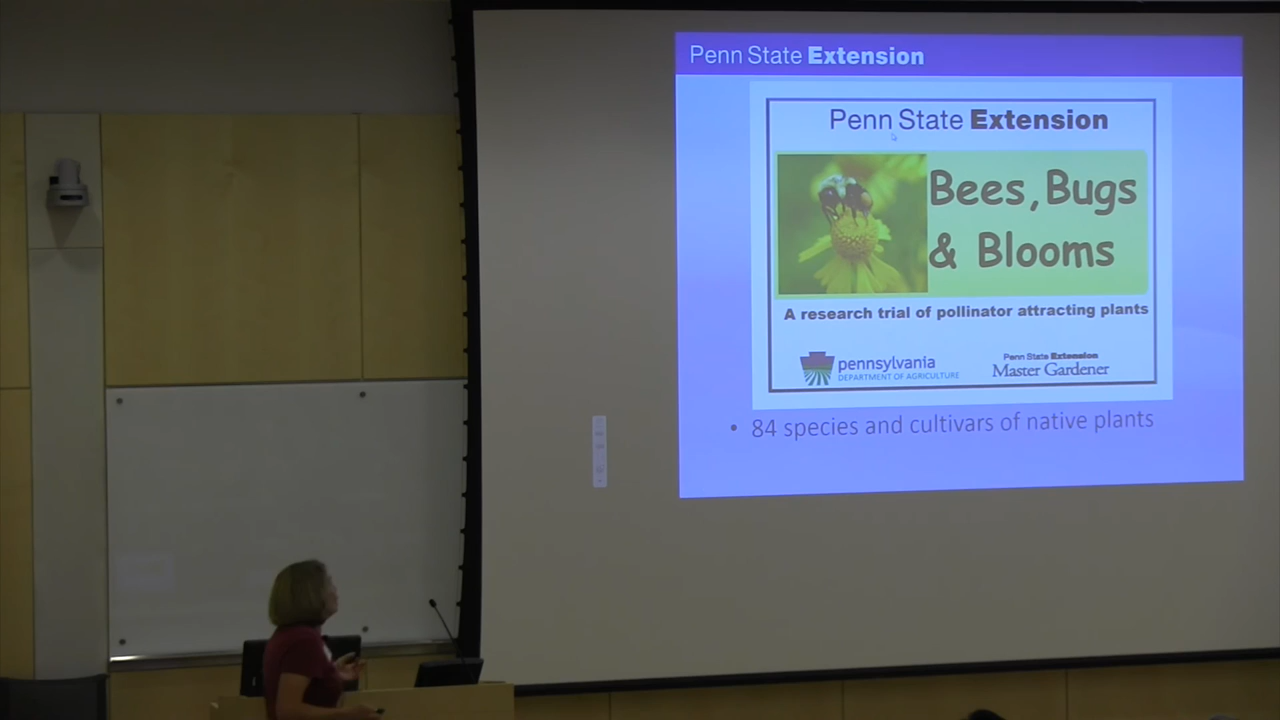 Penn State Extension
Penn State Extension
Bees, Bugs
& Blooms
A research trial of pollinator attracting plants
pennsylvania
DEPARTMENT OF AGRICULTURE
Penn State Extension
Master Gardener
• 84 species and cultivars of native plants